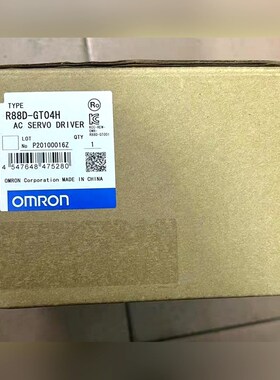 TYPE
R88D-GT04H
AC SERVO DRIVER
LOT
No P20100016Z
QTY
1
4 547648 475280
OMRON Corporation MADE IN CHINA
OMRON